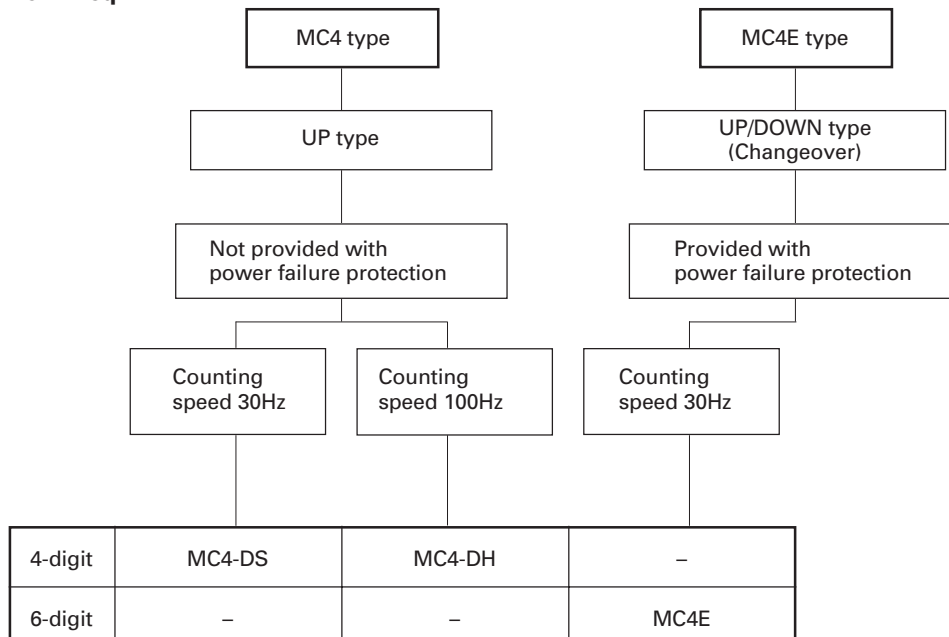 MC4 type
MC4E type
UP type
UP/DOWN type
(Changeover)
Not provided with
power failure protection
Provided with
power failure protection
Counting
speed 30Hz
Counting
speed 100Hz
Counting
speed 30Hz
4-digit MC4-DS MC4-DH –
6-digit – – MC4E